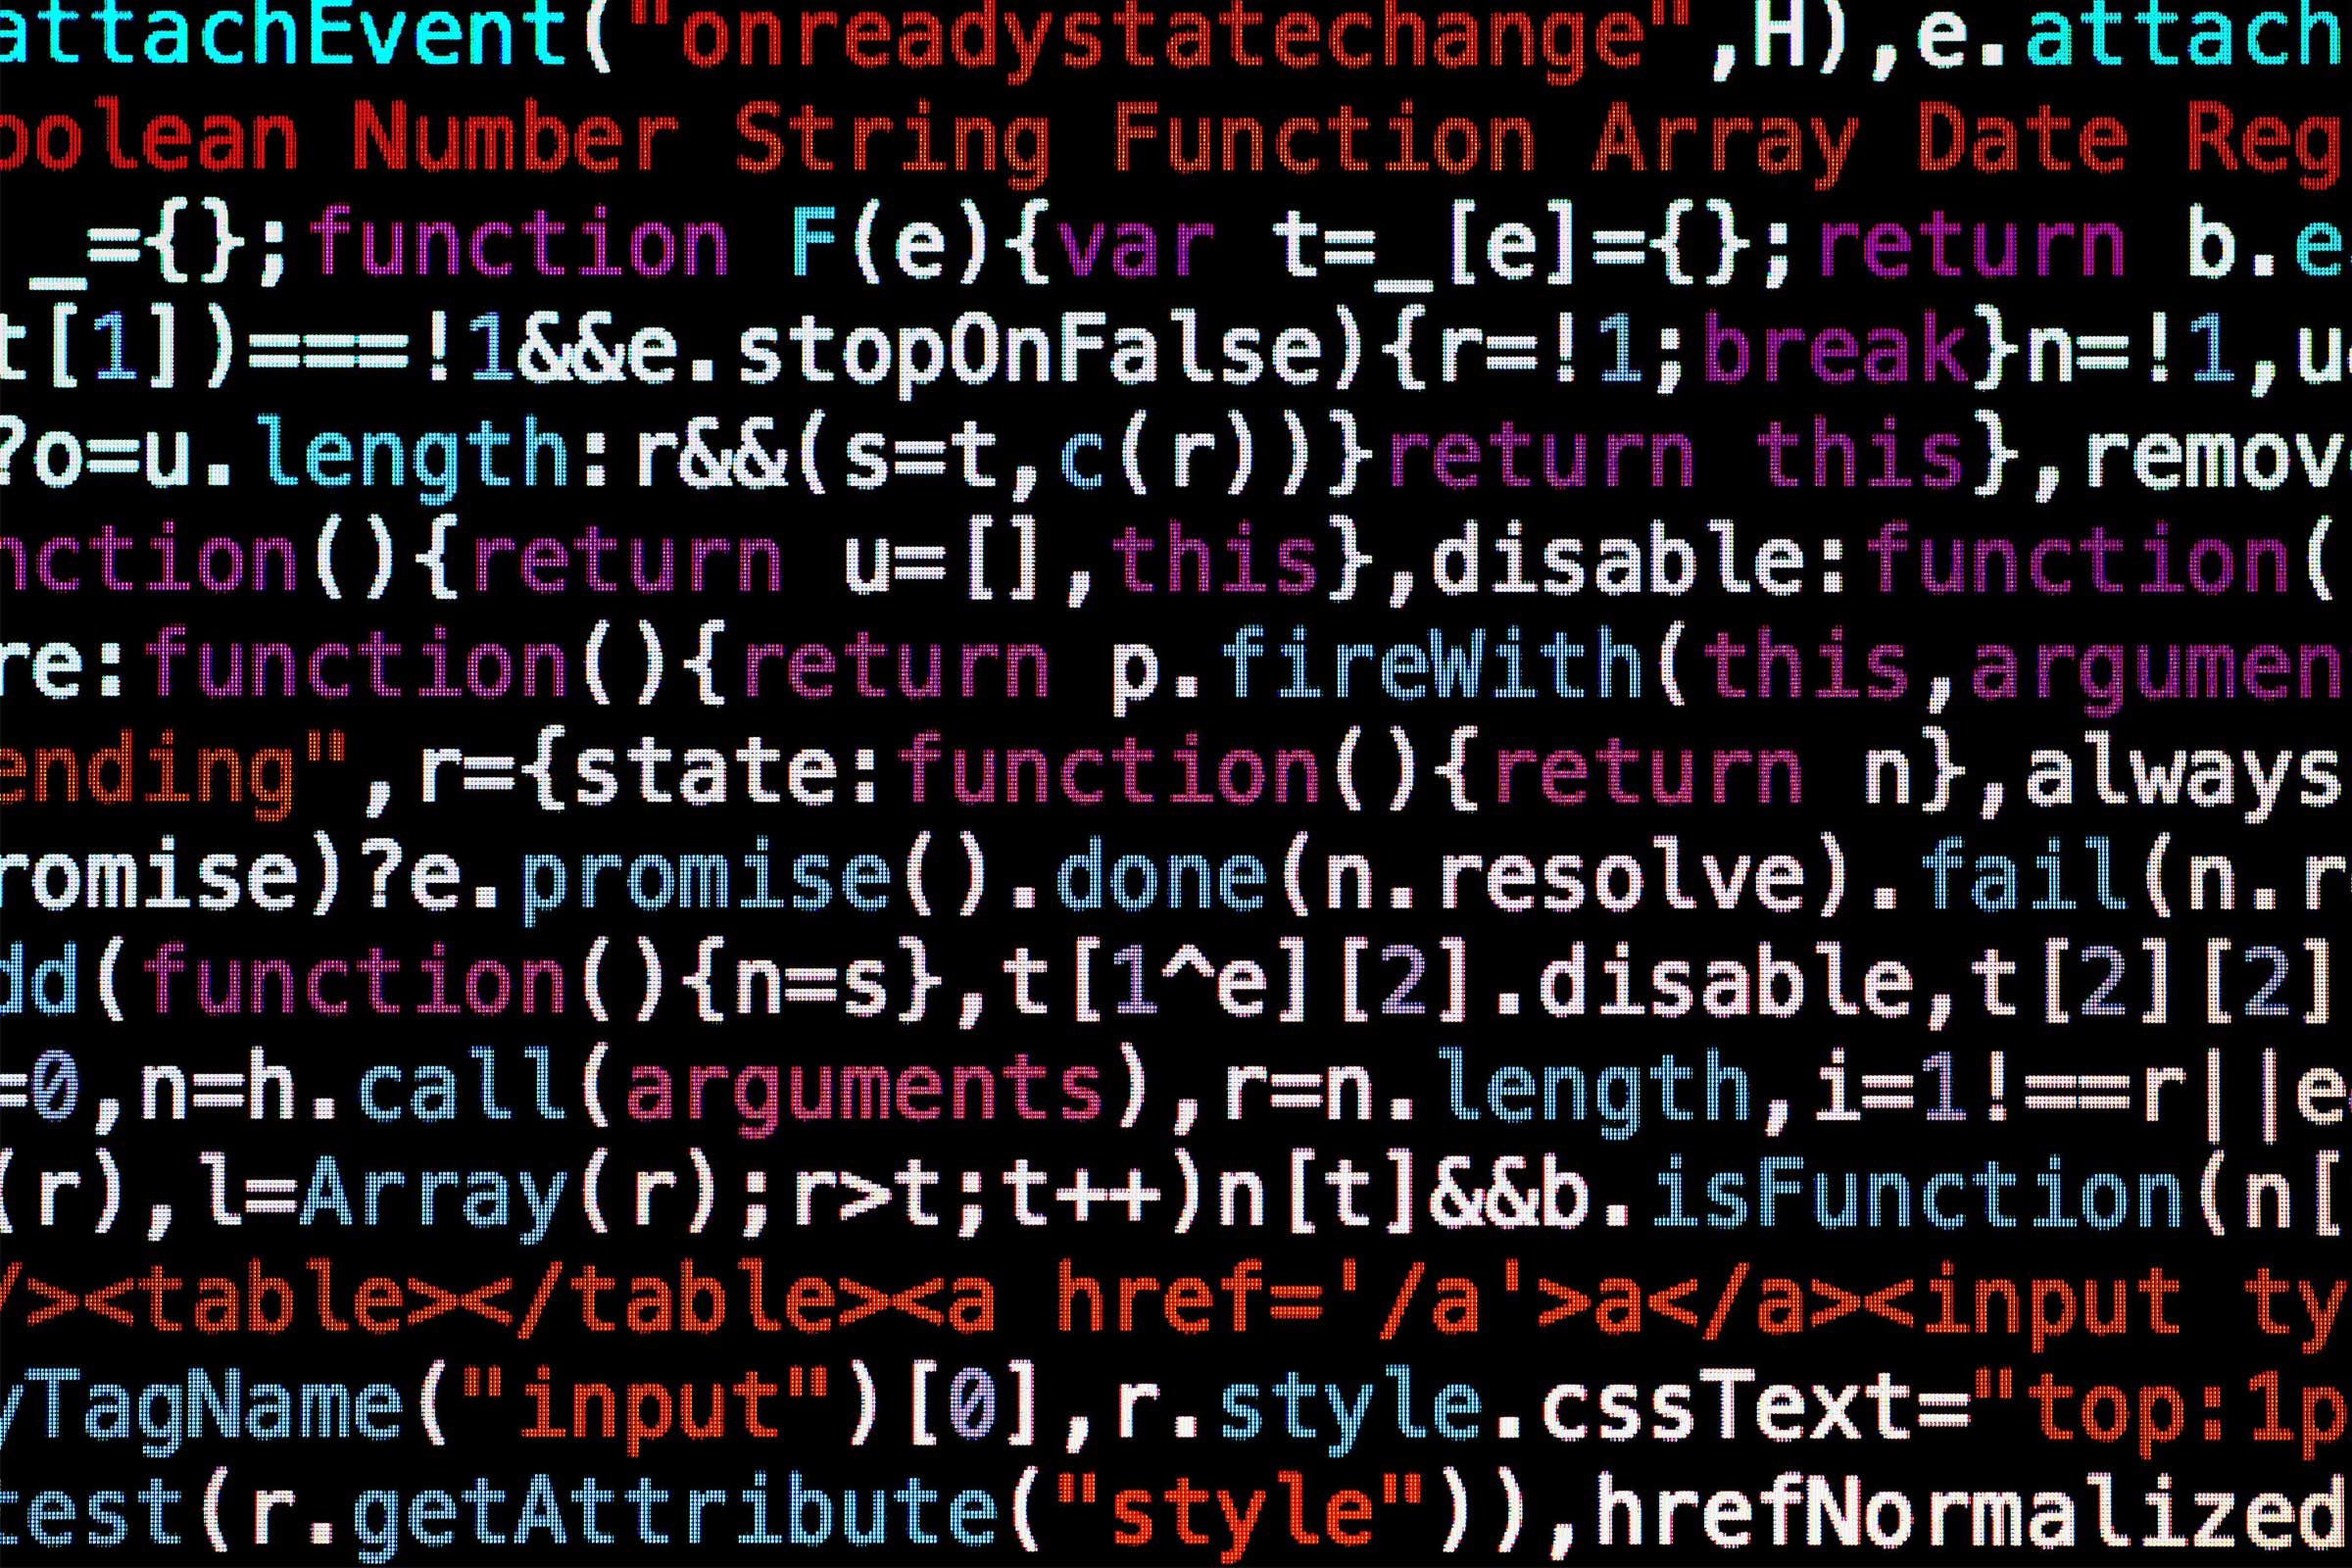 attachEvent("onreadystatechange",H),e.attach
oolean Number String Function Array Date Reg
_={};function F(e){var t=_[e]={};return b.e
t[1])===!1&&e.stopOnFalse){r=!1;break}n=!1,u
?o=u.length:r&&(s=t,c(r))}return this},remov
nction(){return u=[],this},disable:function(
re:function(){return p.fireWith(this,argumen
ending",r={state:function(){return n},always
romise)?e.promise().done(n.resolve).fail(n.r
dd(function(){n=s},t[1^e][2].disable,t[2][2]
=0,n=h.call(arguments),r=n.length,i=1!==r||e
(r),l=Array(r);r>t;t++)n[t]&&b.isFunction(n[
/><table></table><a href='/a'>a</a><input ty
yTagName("input")[0],r.style.cssText="top:1p
test(r.getAttribute("style")),hrefNormalized